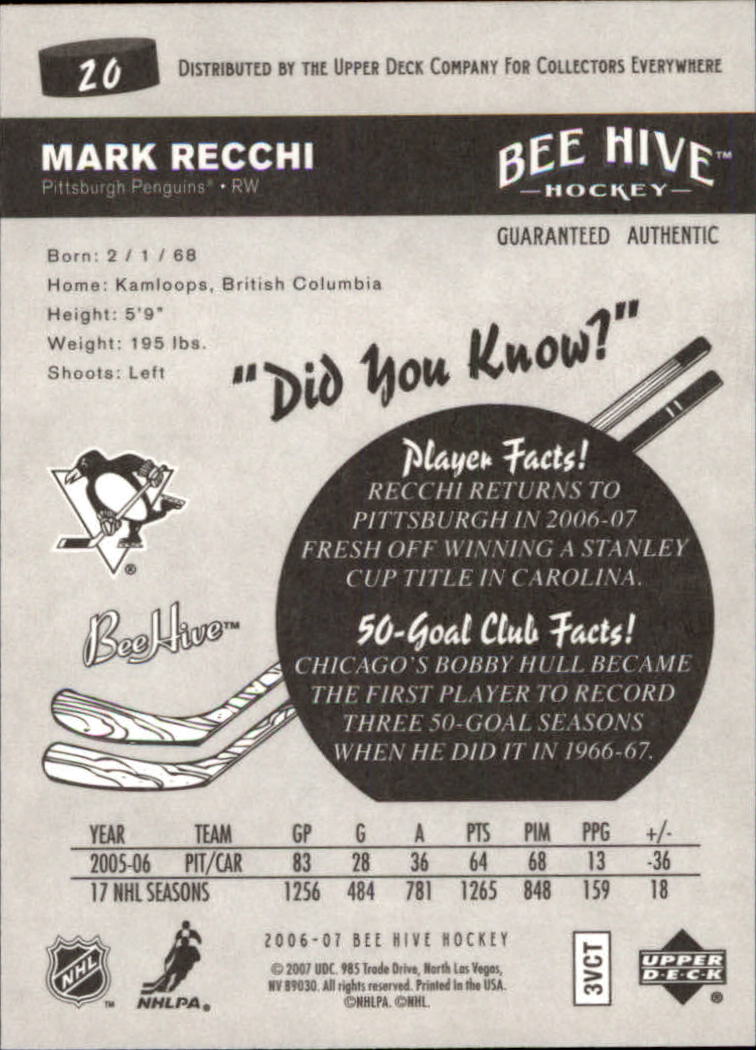 20
DISTRIBUTED BY THE UPPER DECK COMPANY FOR COLLECTORS EVERYWHERE
MARK RECCHI
Pittsburgh Penguins® • RW
BEE HIVE™
—HOCKEY—
GUARANTEED AUTHENTIC
Born: 2 / 1 / 68
Home: Kamloops, British Columbia
Height: 5'9"
Weight: 195 lbs.
Shoots: Left
"Did You Know?"
Player Facts!
RECCHI RETURNS TO
PITTSBURGH IN 2006-07
FRESH OFF WINNING A STANLEY
CUP TITLE IN CAROLINA.
®
BeeHive™
50-Goal Club Facts!
CHICAGO'S BOBBY HULL BECAME
THE FIRST PLAYER TO RECORD
THREE 50-GOAL SEASONS
WHEN HE DID IT IN 1966-67.
YEAR TEAM GP G A PTS PIM PPG +/-
2005-06 PIT/CAR 83 28 36 64 68 13 -36
17 NHL SEASONS 1256 484 781 1265 848 159 18
NHL™
NHLPA®
2006-07 BEE HIVE HOCKEY
© 2007 UDC. 985 Trade Drive, North Las Vegas,
NV 89030. All rights reserved. Printed in the USA.
©NHLPA. ©NHL.
3VCT
UPPER
D·E·C·K®